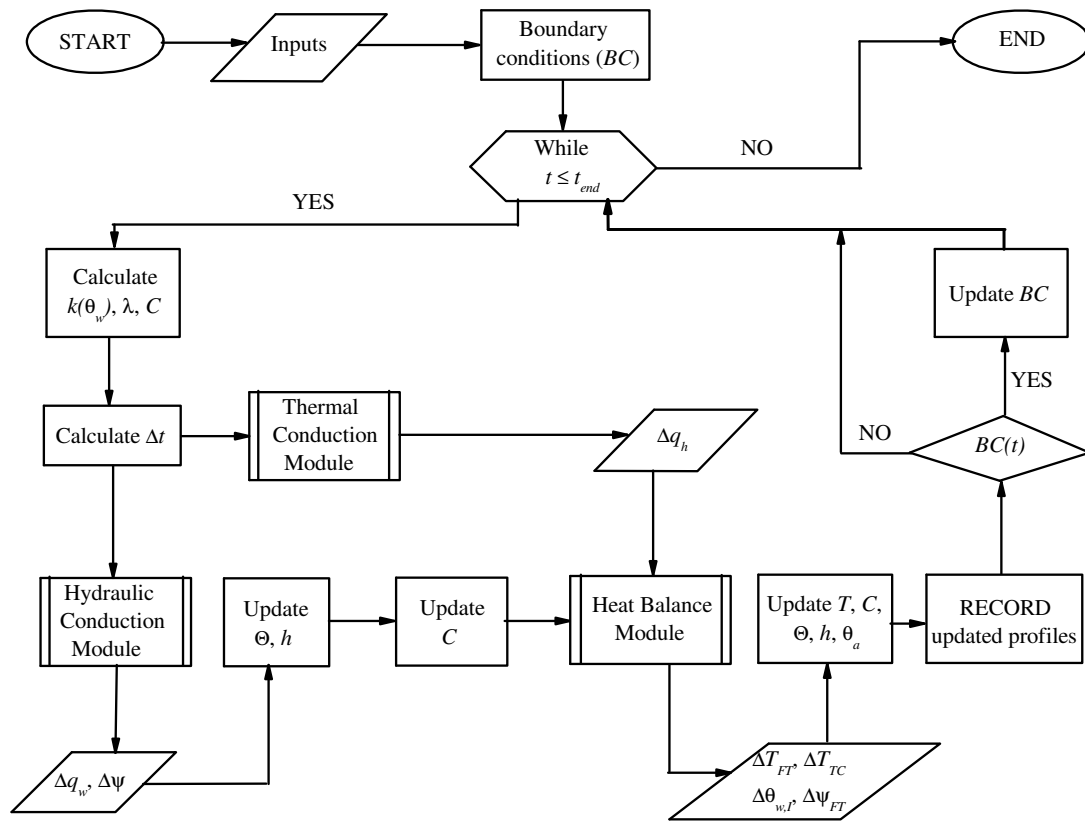 START
Inputs
Boundary
conditions (BC)
END
While
t ≤ t_end
NO
YES
Calculate
k(θ_w), λ, C
Update BC
YES
Calculate Δt
Thermal
Conduction
Module
Δq_h
NO
BC(t)
Hydraulic
Conduction
Module
Update
Θ, h
Update
C
Heat Balance
Module
Update T, C,
Θ, h, θ_a
RECORD
updated profiles
Δq_w, Δψ
ΔT_FT, ΔT_TC
Δθ_w,I, Δψ_FT